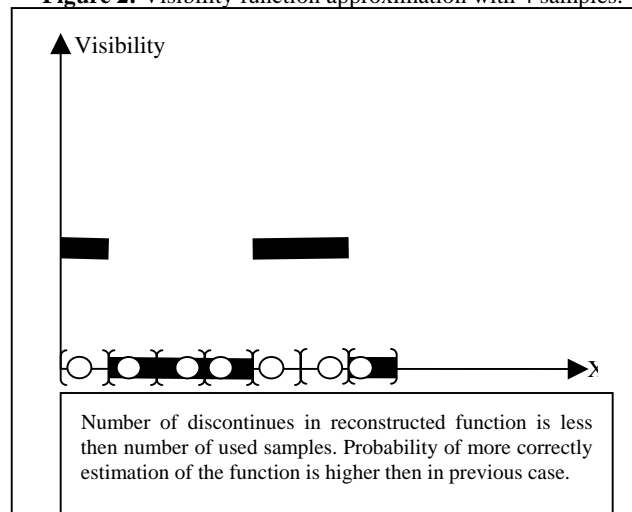 Figure 2: Visibility function approximation with 4 samples.
Visibility
X
Number of discontinues in reconstructed function is less
then number of used samples. Probability of more correctly
estimation of the function is higher then in previous case.